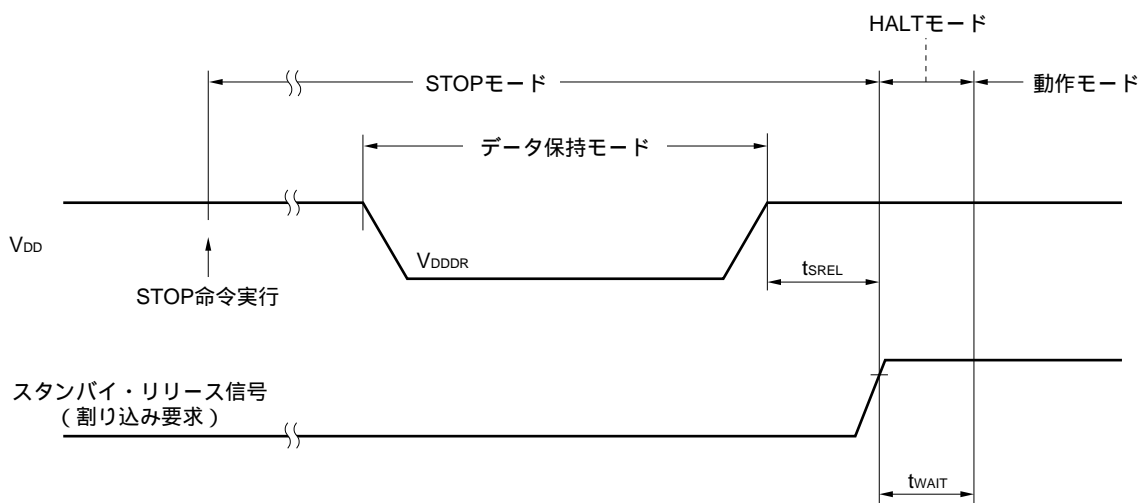 HALTモード
STOPモード
動作モード
データ保持モード
VDD
VDDDR
tSREL
STOP命令実行
スタンバイ・リリース信号
(割り込み要求)
tWAIT